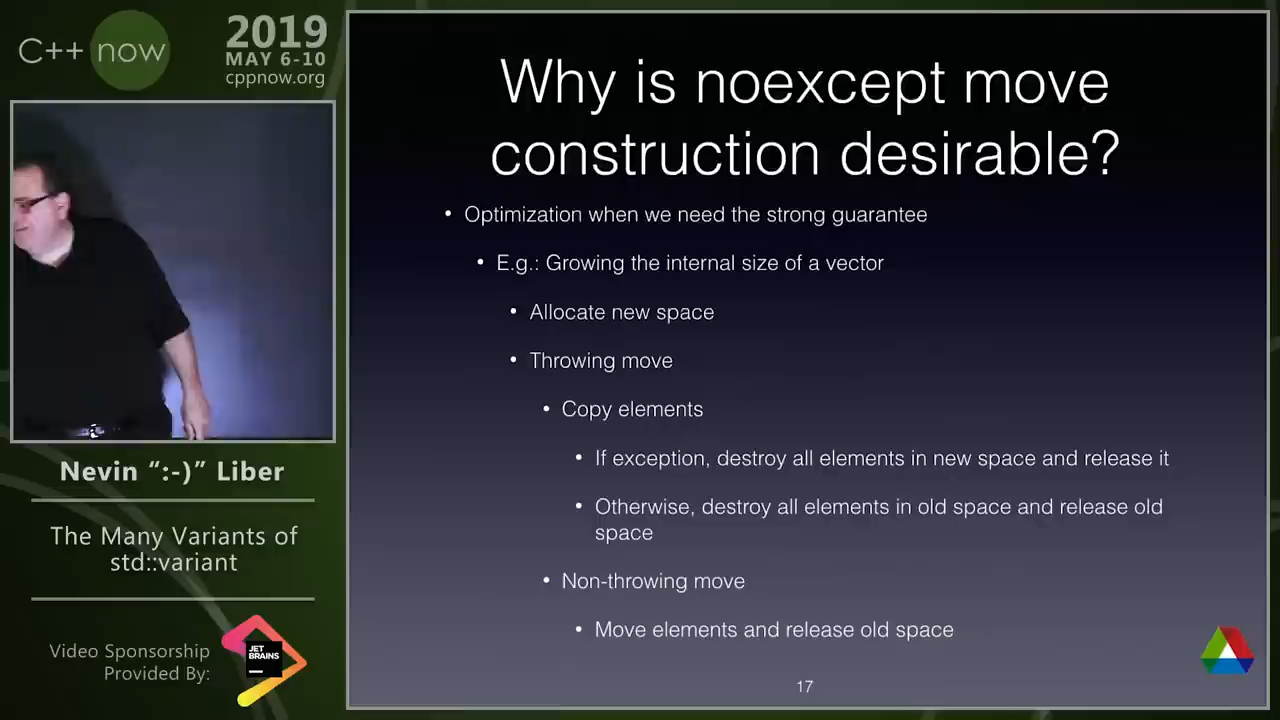 C++ now
2019
MAY 6-10
cppnow.org
Why is noexcept move
construction desirable?
• Optimization when we need the strong guarantee
• E.g.: Growing the internal size of a vector
• Allocate new space
• Throwing move
• Copy elements
• If exception, destroy all elements in new space and release it
• Otherwise, destroy all elements in old space and release old
space
• Non-throwing move
• Move elements and release old space
17
Nevin “:-)” Liber
The Many Variants of
std::variant
Video Sponsorship
Provided By:
JET
BRAINS